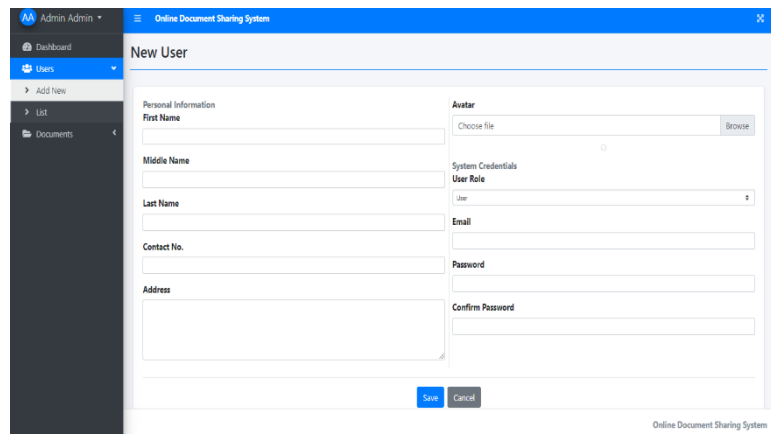 AA Admin Admin
Online Document Sharing System
Dashboard
Users
Add New
List
Documents
New User
Personal Information
First Name
Middle Name
Last Name
Contact No.
Address
Avatar
Choose file Browse
System Credentials
User Role
User
Email
Password
Confirm Password
Save Cancel
Online Document Sharing System